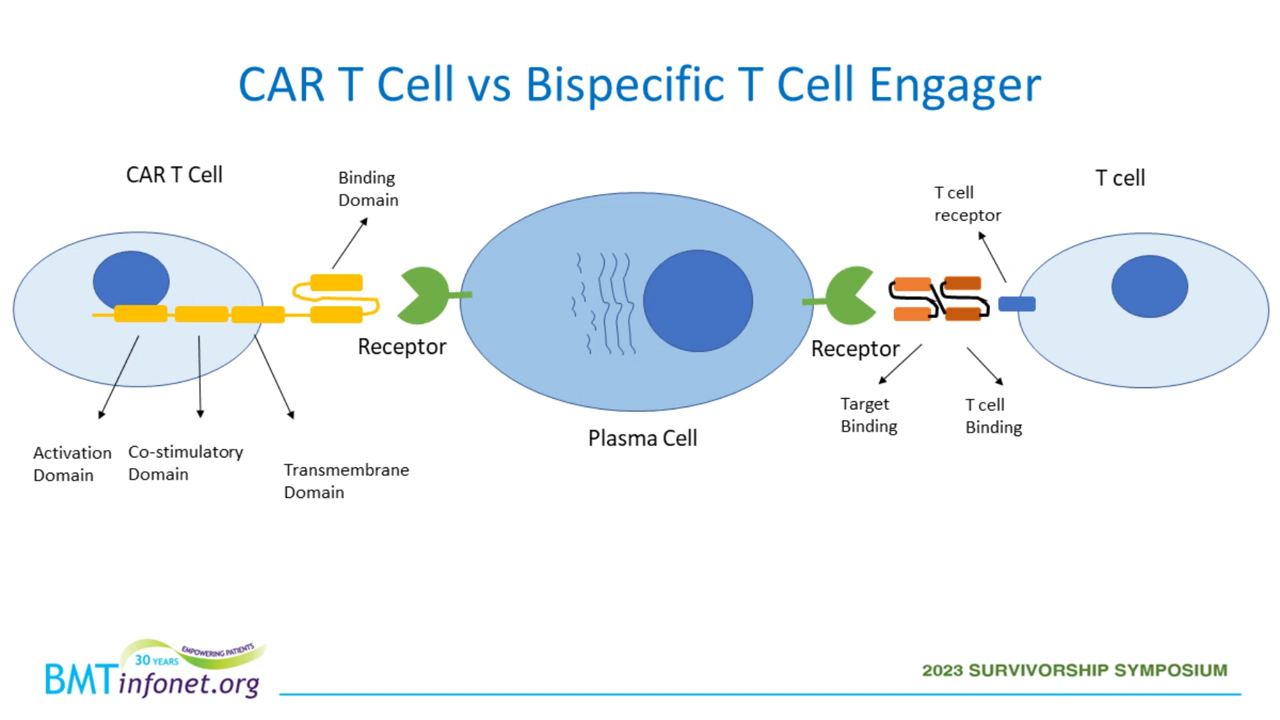 CAR T Cell vs Bispecific T Cell Engager
CAR T Cell
Binding
Domain
T cell
receptor
T cell
Receptor
Receptor
Activation
Domain
Co-stimulatory
Domain
Transmembrane
Domain
Plasma Cell
Target
Binding
T cell
Binding
30 YEARS
EMPOWERING PATIENTS
BMTinfonet.org
2023 SURVIVORSHIP SYMPOSIUM